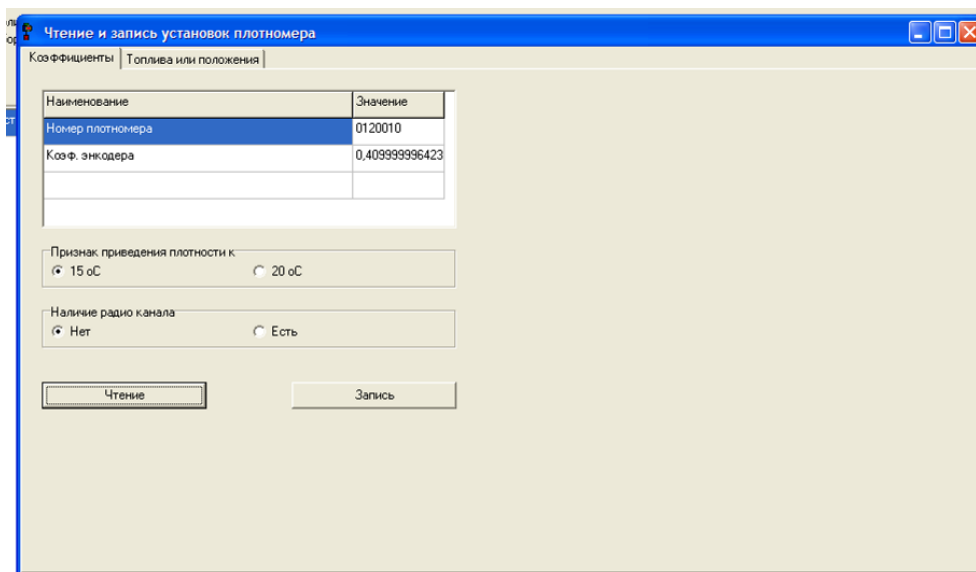 Чтение и запись установок плотномера
Коэффициенты Топлива или положения
Наименование Значение
Номер плотномера 0120010
Коэф. энкодера 0,409999996423
Признак приведения плотности к
15 оС 20 оС
Наличие радио канала
Нет Есть
Чтение Запись